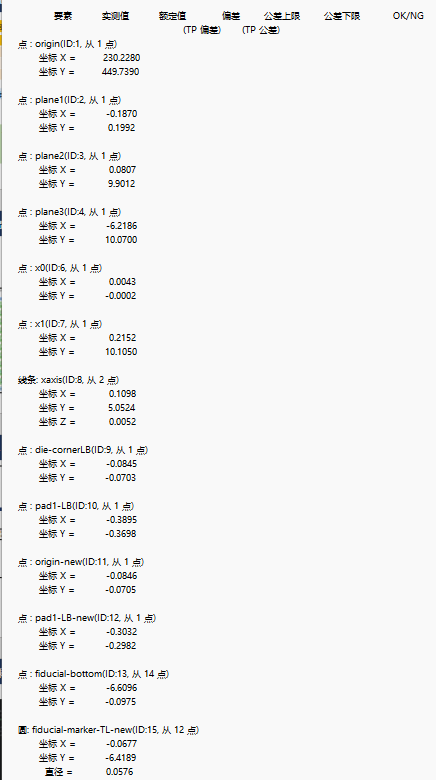 要素 实测值 额定值 偏差 公差上限 公差下限 OK/NG
(TP 偏差) (TP 公差)
点 : origin(ID:1, 从 1 点)
坐标 X = 230.2280
坐标 Y = 449.7390
点 : plane1(ID:2, 从 1 点)
坐标 X = -0.1870
坐标 Y = 0.1992
点 : plane2(ID:3, 从 1 点)
坐标 X = 0.0807
坐标 Y = 9.9012
点 : plane3(ID:4, 从 1 点)
坐标 X = -6.2186
坐标 Y = 10.0700
点 : x0(ID:6, 从 1 点)
坐标 X = 0.0043
坐标 Y = -0.0002
点 : x1(ID:7, 从 1 点)
坐标 X = 0.2152
坐标 Y = 10.1050
线条: xaxis(ID:8, 从 2 点)
坐标 X = 0.1098
坐标 Y = 5.0524
坐标 Z = 0.0052
点 : die-cornerLB(ID:9, 从 1 点)
坐标 X = -0.0845
坐标 Y = -0.0703
点 : pad1-LB(ID:10, 从 1 点)
坐标 X = -0.3895
坐标 Y = -0.3698
点 : origin-new(ID:11, 从 1 点)
坐标 X = -0.0846
坐标 Y = -0.0705
点 : pad1-LB-new(ID:12, 从 1 点)
坐标 X = -0.3032
坐标 Y = -0.2982
点 : fiducial-bottom(ID:13, 从 14 点)
坐标 X = -6.6096
坐标 Y = -0.0975
圆: fiducial-marker-TL-new(ID:15, 从 12 点)
坐标 X = -0.0677
坐标 Y = -6.4189
直径 = 0.0576